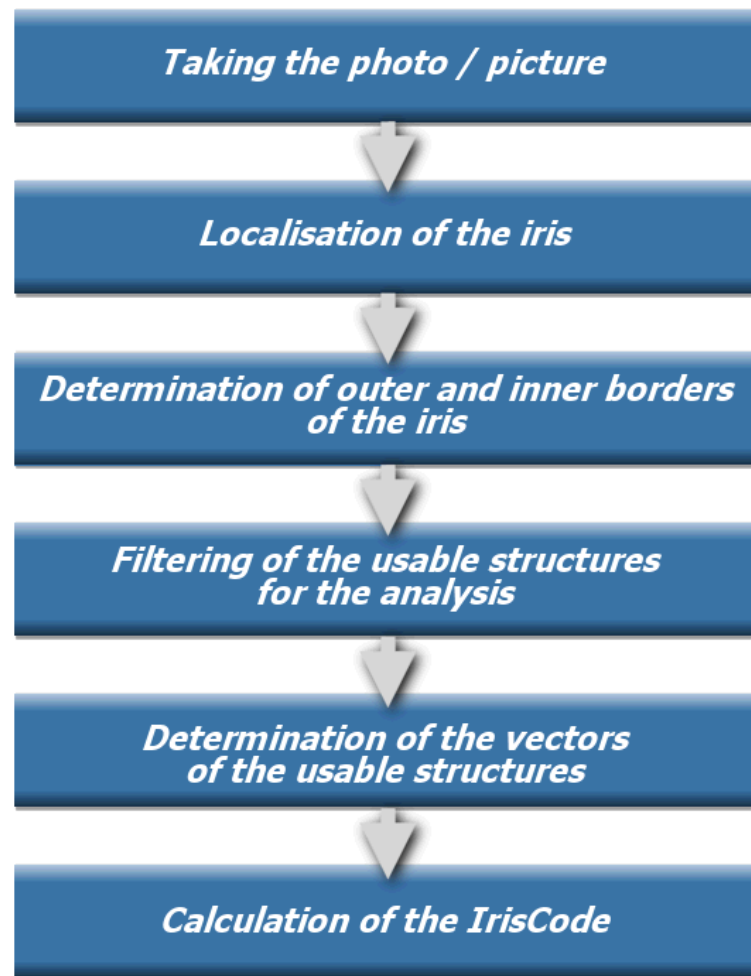 Taking the photo / picture
Localisation of the iris
Determination of outer and inner borders
of the iris
Filtering of the usable structures
for the analysis
Determination of the vectors
of the usable structures
Calculation of the IrisCode